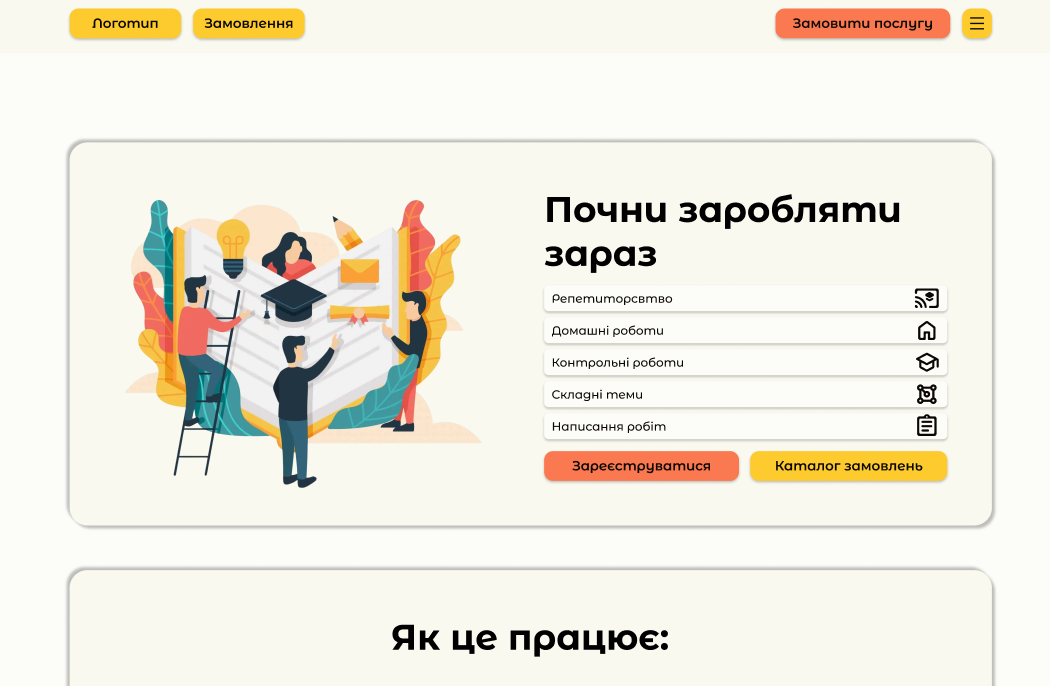 Логотип
Замовлення
Замовити послугу
Почни заробляти
зараз
Репетиторсвтво
Домашні роботи
Контрольні роботи
Складні теми
Написання робіт
Зареєструватися
Каталог замовлень
Як це працює: